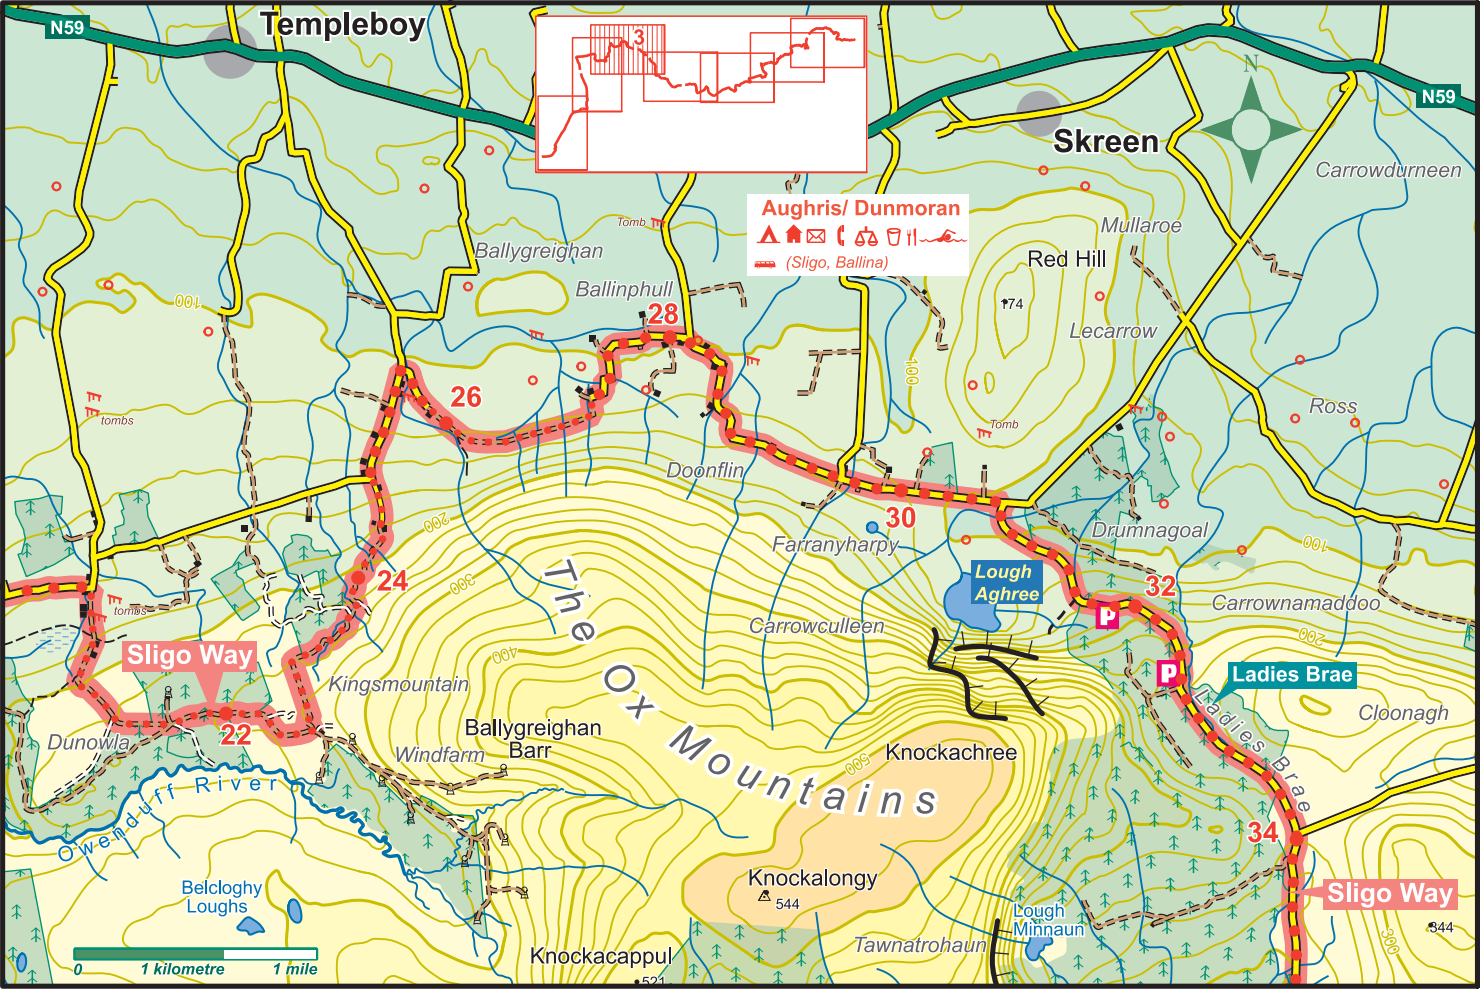 N59
Templeboy
3
N59
N
Skreen
Carrowdurneen
Aughris/ Dunmoran
(Sligo, Ballina)
Tomb
Mullaroe
Ballygreighan
Red Hill
Ballinphull
100
174
28
Lecarrow
100
26
Ross
tombs
Tomb
Doonflin
200
30
Drumnagoal
Farranyharpy
100
300
24
Lough
Aghree
32
P
Carrownamaddoo
tombs
Carrowculleen
200
Sligo Way
400
The Ox Mountains
P
Ladies Brae
Kingsmountain
Ladies Brae
Cloonagh
22
Dunowla
Ballygreighan
Barr
Windfarm
Knockachree
500
Owenduff River
34
Knockalongy
544
Belcloghy
Loughs
Sligo Way
Lough
Minnaun
344
300
Tawnatrohaun
Knockacappul
521
0
1 kilometre
1 mile